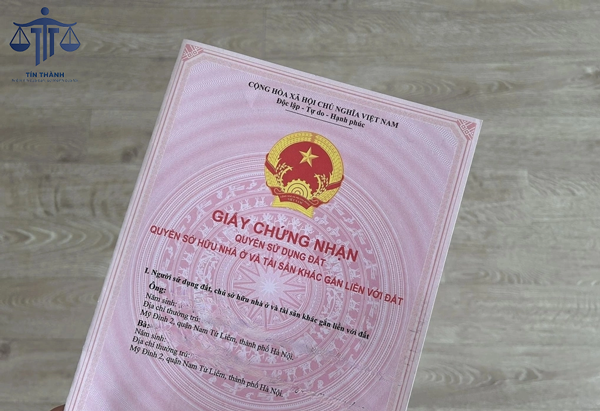 TÍN THÀNH
CỘNG HÒA XÃ HỘI CHỦ NGHĨA VIỆT NAM
Độc lập - Tự do - Hạnh phúc
GIẤY CHỨNG NHẬN
QUYỀN SỬ DỤNG ĐẤT
QUYỀN SỞ HỮU NHÀ Ở VÀ TÀI SẢN KHÁC GẮN LIỀN VỚI ĐẤT
I. Người sử dụng đất, chủ sở hữu nhà ở và tài sản khác gắn liền với đất
Ông:
Năm sinh:
Địa chỉ thường trú:
Mỹ Đình 2, quận Nam Từ Liêm, thành phố Hà Nội.
Bà:
Năm sinh:
Địa chỉ thường trú:
Mỹ Đình 2, quận Nam Từ Liêm, thành phố Hà Nội.